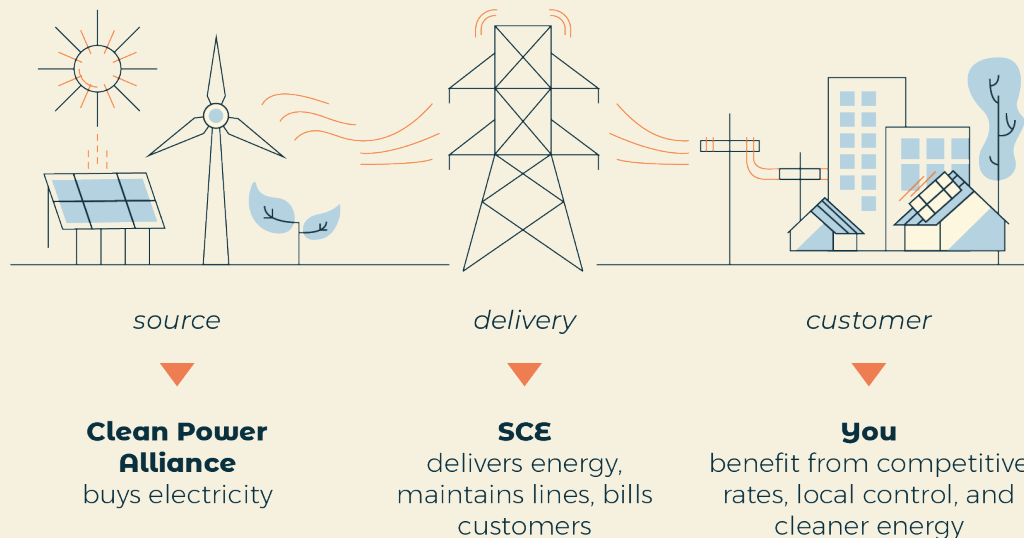 source
delivery
customer
Clean Power
Alliance
buys electricity
SCE
delivers energy,
maintains lines, bills
customers
You
benefit from competitive
rates, local control, and
cleaner energy